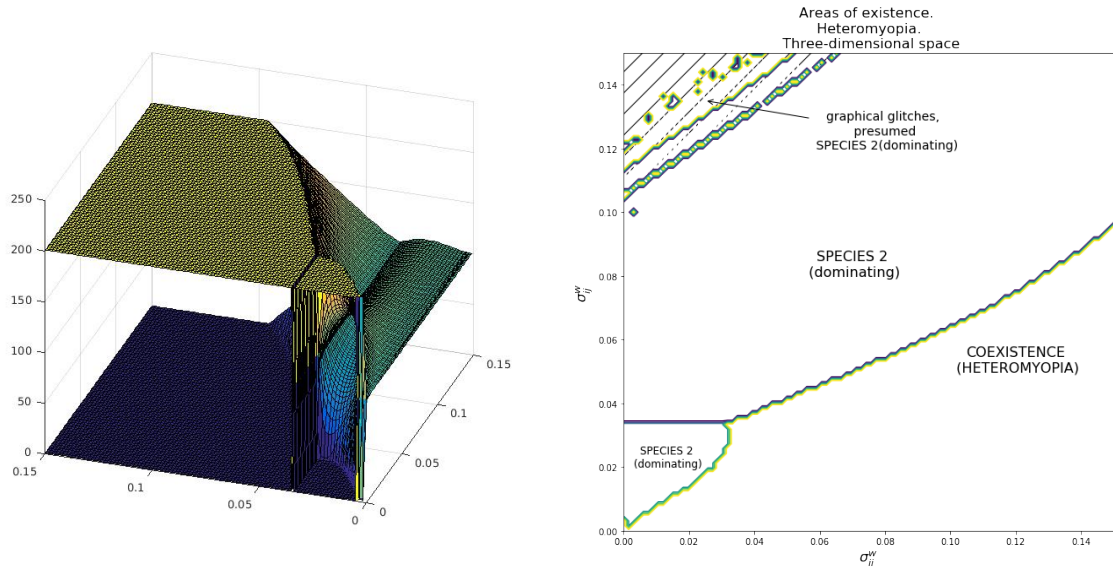 250
200
150
100
50
0
0.15
0.1
0.05
0
0
0.05
0.1
0.15
Areas of existence.
Heteromyopia.
Three-dimensional space
0.14
0.12
0.10
0.08
0.06
0.04
0.02
0.00
σ_ij^w
graphical glitches,
presumed
SPECIES 2(dominating)
SPECIES 2
(dominating)
COEXISTENCE
(HETEROMYOPIA)
SPECIES 2
(dominating)
0.00 0.02 0.04 0.06 0.08 0.10 0.12 0.14
σ_ij^w